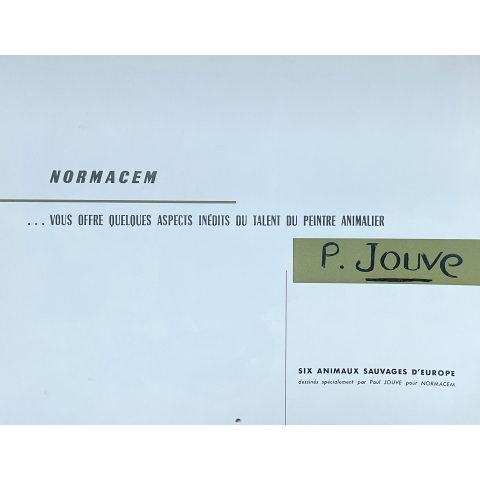 NORMACEM
... VOUS OFFRE QUELQUES ASPECTS INÉDITS DU TALENT DU PEINTRE ANIMALIER
P. Jouve
SIX ANIMAUX SAUVAGES D'EUROPE
dessinés spécialement par Paul JOUVE pour NORMACEM